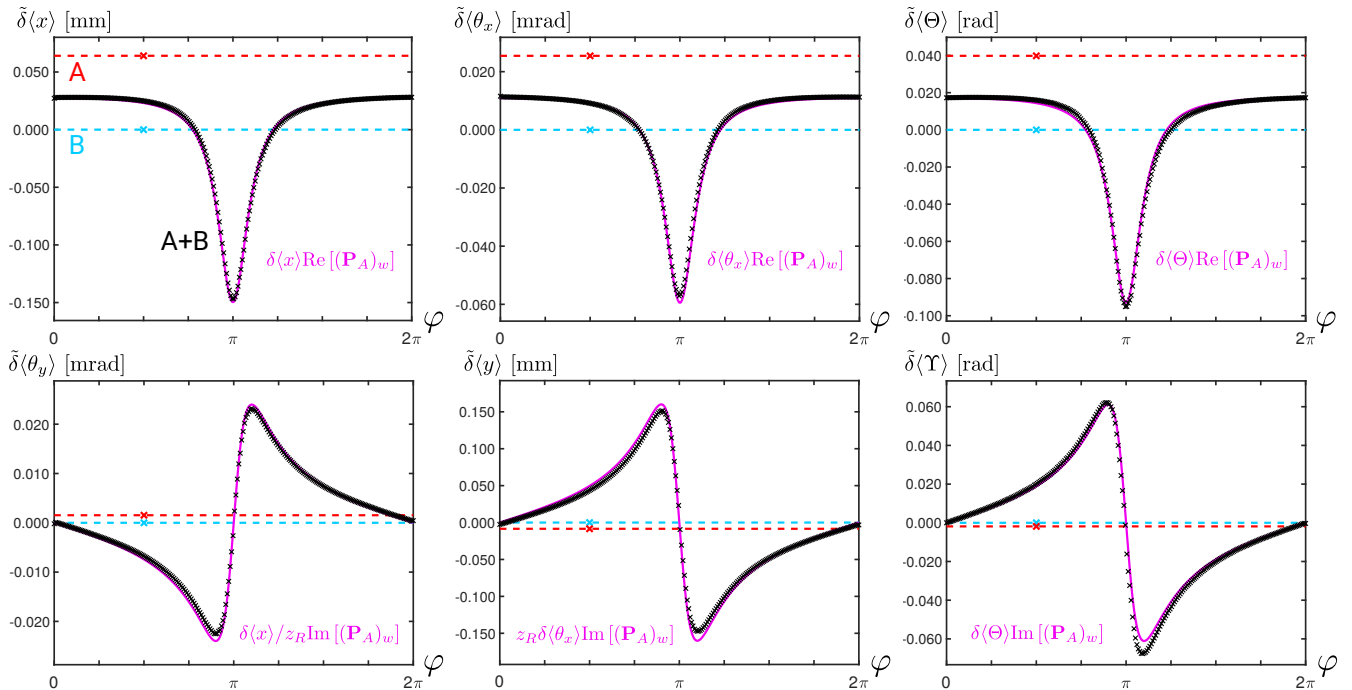 δ̃⟨x⟩ [mm]
0.050
0.000
-0.050
-0.100
-0.150
A
B
A+B
δ⟨x⟩Re [(P_A)_w]
0
π
2π
φ
δ̃⟨θ_x⟩ [mrad]
0.020
0.000
-0.020
-0.040
-0.060
δ⟨θ_x⟩Re [(P_A)_w]
0
π
2π
φ
δ̃⟨Θ⟩ [rad]
0.040
0.020
0.000
-0.020
-0.040
-0.060
-0.080
-0.100
δ⟨Θ⟩Re [(P_A)_w]
0
π
2π
φ
δ̃⟨θ_y⟩ [mrad]
0.020
0.010
0.000
-0.010
-0.020
δ⟨x⟩/z_R Im [(P_A)_w]
0
π
2π
φ
δ̃⟨y⟩ [mm]
0.150
0.100
0.050
0.000
-0.050
-0.100
-0.150
z_R δ⟨θ_x⟩Im [(P_A)_w]
0
π
2π
φ
δ̃⟨ϒ⟩ [rad]
0.060
0.040
0.020
0.000
-0.020
-0.040
-0.060
δ⟨Θ⟩Im [(P_A)_w]
0
π
2π
φ